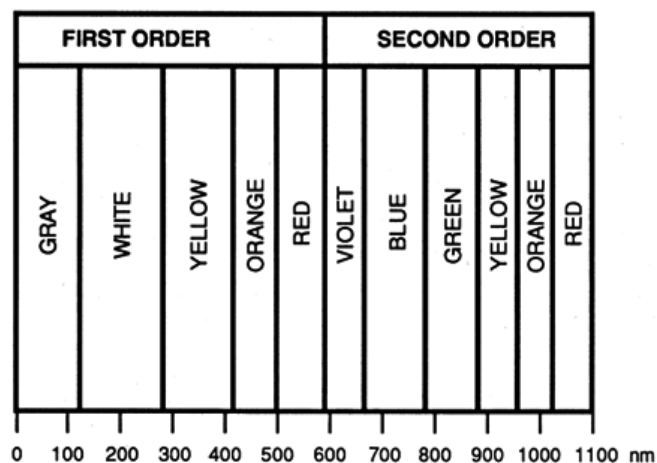 FIRST ORDER SECOND ORDER
GRAY
WHITE
YELLOW
ORANGE
RED
VIOLET
BLUE
GREEN
YELLOW
ORANGE
RED
0 100 200 300 400 500 600 700 800 900 1000 1100 nm